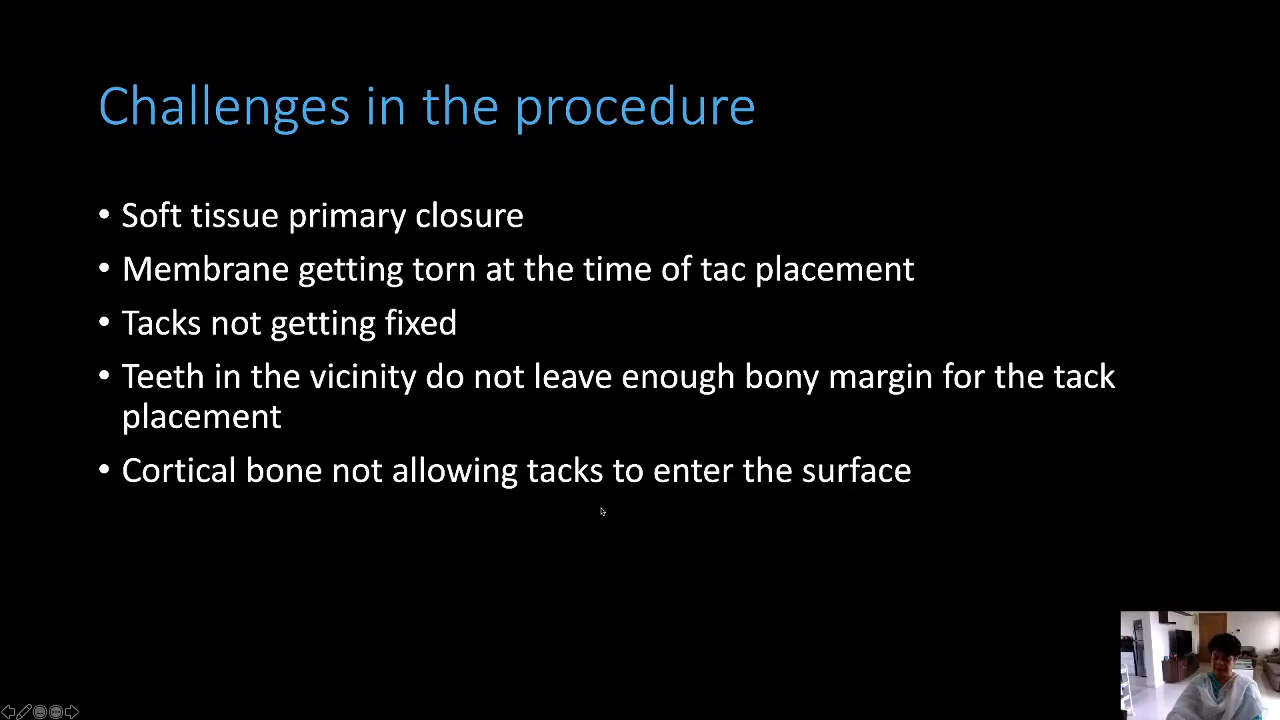 Challenges in the procedure
• Soft tissue primary closure
• Membrane getting torn at the time of tac placement
• Tacks not getting fixed
• Teeth in the vicinity do not leave enough bony margin for the tack
placement
• Cortical bone not allowing tacks to enter the surface